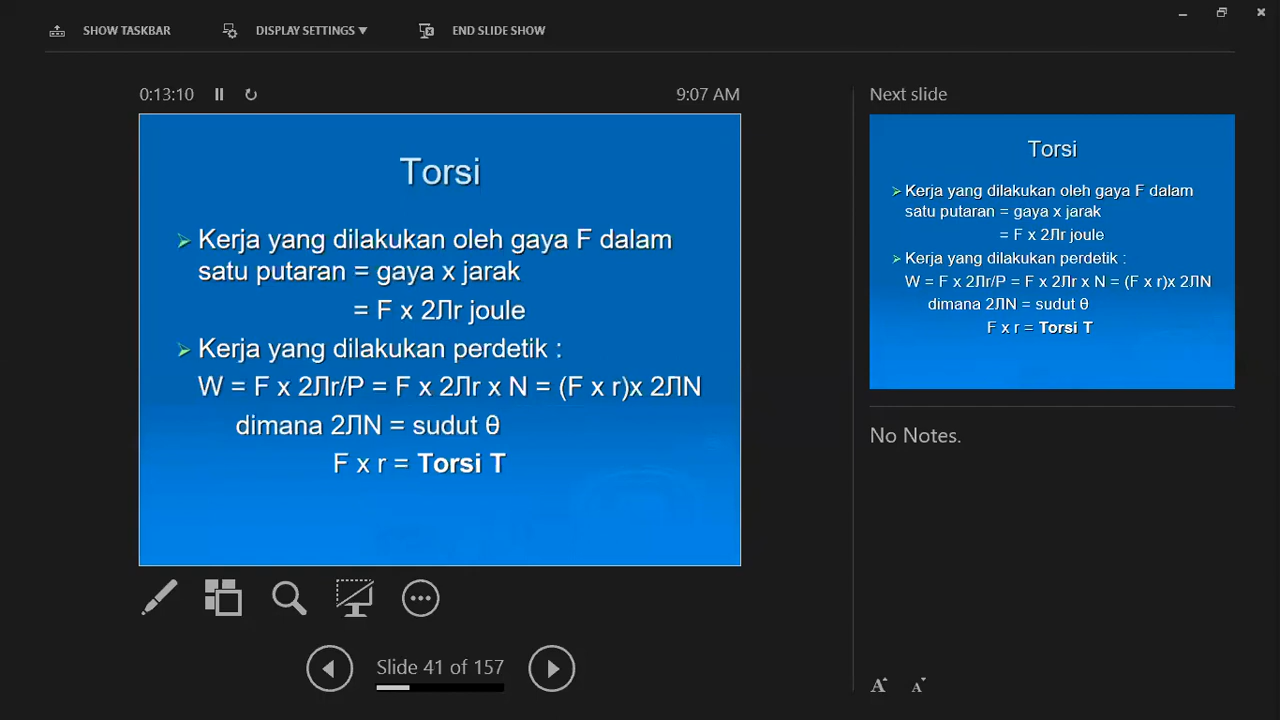 SHOW TASKBAR
DISPLAY SETTINGS ▼
END SLIDE SHOW
0:13:10
9:07 AM
Torsi
➢ Kerja yang dilakukan oleh gaya F dalam
satu putaran = gaya x jarak
= F x 2Лr joule
➢ Kerja yang dilakukan perdetik :
W = F x 2Лr/P = F x 2Лr x N = (F x r)x 2ЛN
dimana 2ЛN = sudut θ
F x r = Torsi T
Slide 41 of 157
Next slide
Torsi
➢ Kerja yang dilakukan oleh gaya F dalam
satu putaran = gaya x jarak
= F x 2Лr joule
➢ Kerja yang dilakukan perdetik :
W = F x 2Лr/P = F x 2Лr x N = (F x r)x 2ЛN
dimana 2ЛN = sudut θ
F x r = Torsi T
No Notes.
A A